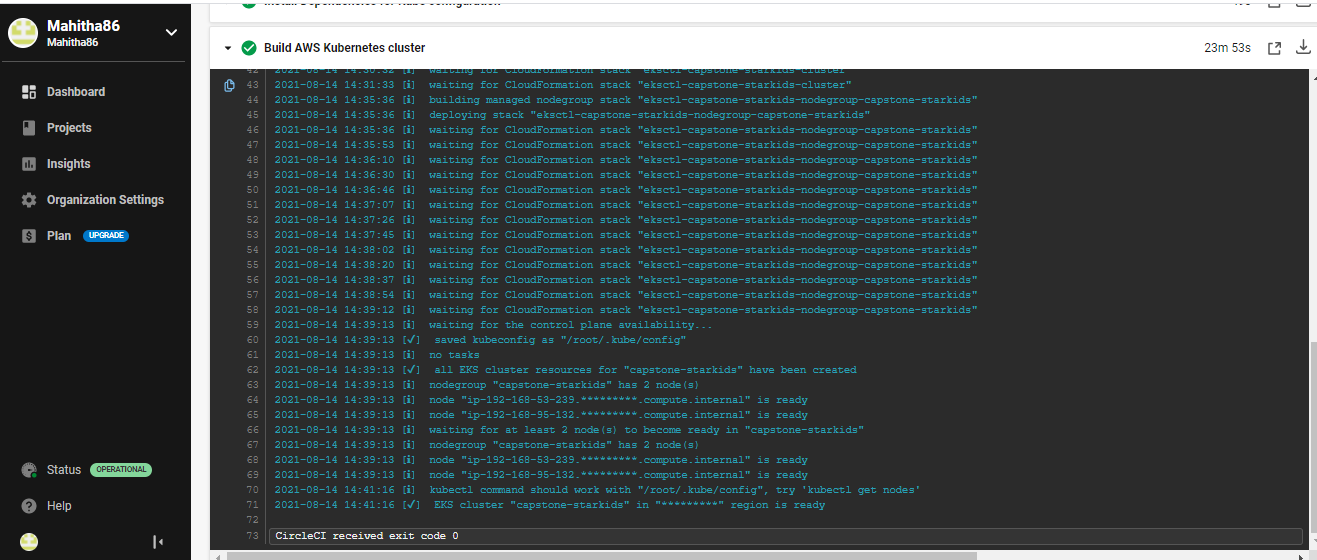 Mahitha86
Mahitha86
Dashboard
Projects
Insights
Organization Settings
Plan UPGRADE
Status OPERATIONAL
Help
Install Dependencies for Kube configuration
Build AWS Kubernetes cluster 23m 53s
42 2021-08-14 14:30:32 [i] waiting for CloudFormation stack "eksctl-capstone-starkids-cluster"
43 2021-08-14 14:31:33 [i] waiting for CloudFormation stack "eksctl-capstone-starkids-cluster"
44 2021-08-14 14:35:36 [i] building managed nodegroup stack "eksctl-capstone-starkids-nodegroup-capstone-starkids"
45 2021-08-14 14:35:36 [i] deploying stack "eksctl-capstone-starkids-nodegroup-capstone-starkids"
46 2021-08-14 14:35:36 [i] waiting for CloudFormation stack "eksctl-capstone-starkids-nodegroup-capstone-starkids"
47 2021-08-14 14:35:53 [i] waiting for CloudFormation stack "eksctl-capstone-starkids-nodegroup-capstone-starkids"
48 2021-08-14 14:36:10 [i] waiting for CloudFormation stack "eksctl-capstone-starkids-nodegroup-capstone-starkids"
49 2021-08-14 14:36:30 [i] waiting for CloudFormation stack "eksctl-capstone-starkids-nodegroup-capstone-starkids"
50 2021-08-14 14:36:46 [i] waiting for CloudFormation stack "eksctl-capstone-starkids-nodegroup-capstone-starkids"
51 2021-08-14 14:37:07 [i] waiting for CloudFormation stack "eksctl-capstone-starkids-nodegroup-capstone-starkids"
52 2021-08-14 14:37:26 [i] waiting for CloudFormation stack "eksctl-capstone-starkids-nodegroup-capstone-starkids"
53 2021-08-14 14:37:45 [i] waiting for CloudFormation stack "eksctl-capstone-starkids-nodegroup-capstone-starkids"
54 2021-08-14 14:38:02 [i] waiting for CloudFormation stack "eksctl-capstone-starkids-nodegroup-capstone-starkids"
55 2021-08-14 14:38:20 [i] waiting for CloudFormation stack "eksctl-capstone-starkids-nodegroup-capstone-starkids"
56 2021-08-14 14:38:37 [i] waiting for CloudFormation stack "eksctl-capstone-starkids-nodegroup-capstone-starkids"
57 2021-08-14 14:38:54 [i] waiting for CloudFormation stack "eksctl-capstone-starkids-nodegroup-capstone-starkids"
58 2021-08-14 14:39:12 [i] waiting for CloudFormation stack "eksctl-capstone-starkids-nodegroup-capstone-starkids"
59 2021-08-14 14:39:13 [i] waiting for the control plane availability...
60 2021-08-14 14:39:13 [✓] saved kubeconfig as "/root/.kube/config"
61 2021-08-14 14:39:13 [i] no tasks
62 2021-08-14 14:39:13 [✓] all EKS cluster resources for "capstone-starkids" have been created
63 2021-08-14 14:39:13 [i] nodegroup "capstone-starkids" has 2 node(s)
64 2021-08-14 14:39:13 [i] node "ip-192-168-53-239.*********.compute.internal" is ready
65 2021-08-14 14:39:13 [i] node "ip-192-168-95-132.*********.compute.internal" is ready
66 2021-08-14 14:39:13 [i] waiting for at least 2 node(s) to become ready in "capstone-starkids"
67 2021-08-14 14:39:13 [i] nodegroup "capstone-starkids" has 2 node(s)
68 2021-08-14 14:39:13 [i] node "ip-192-168-53-239.*********.compute.internal" is ready
69 2021-08-14 14:39:13 [i] node "ip-192-168-95-132.*********.compute.internal" is ready
70 2021-08-14 14:41:16 [i] kubectl command should work with "/root/.kube/config", try 'kubectl get nodes'
71 2021-08-14 14:41:16 [✓] EKS cluster "capstone-starkids" in "*********" region is ready
72
73 CircleCI received exit code 0